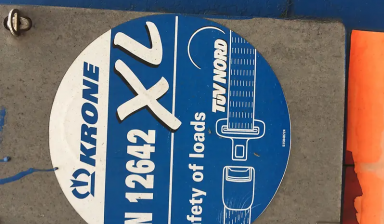 KRONE
N 12642 XL
fety of loads
TÜV NORD